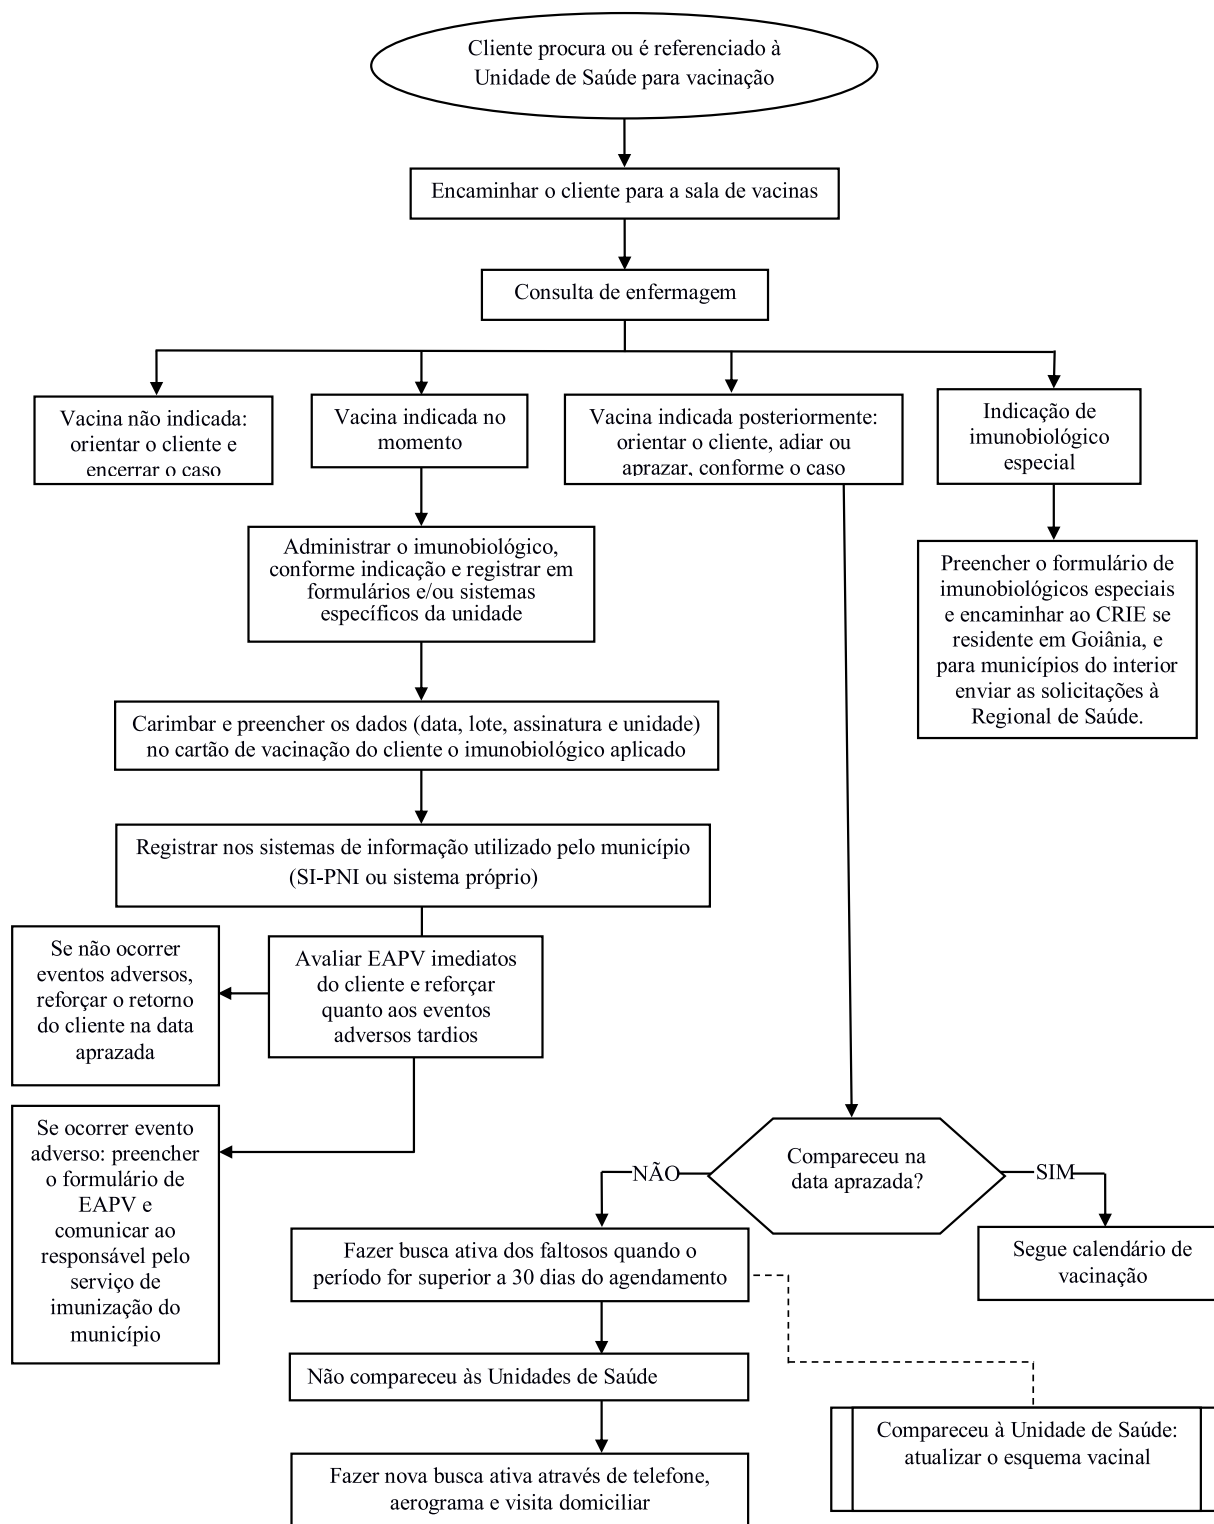 Cliente procura ou é referenciado à
Unidade de Saúde para vacinação
Encaminhar o cliente para a sala de vacinas
Consulta de enfermagem
Vacina não indicada:
orientar o cliente e
encerrar o caso
Vacina indicada no
momento
Vacina indicada posteriormente:
orientar o cliente, adiar ou
aprazar, conforme o caso
Indicação de
imunobiológico
especial
Administrar o imunobiológico,
conforme indicação e registrar em
formulários e/ou sistemas
específicos da unidade
Preencher o formulário de
imunobiológicos especiais
e encaminhar ao CRIE se
residente em Goiânia, e
para municípios do interior
enviar as solicitações à
Regional de Saúde.
Carimbar e preencher os dados (data, lote, assinatura e unidade)
no cartão de vacinação do cliente o imunobiológico aplicado
Registrar nos sistemas de informação utilizado pelo município
(SI-PNI ou sistema próprio)
Se não ocorrer
eventos adversos,
reforçar o retorno
do cliente na data
aprazada
Avaliar EAPV imediatos
do cliente e reforçar
quanto aos eventos
adversos tardios
Se ocorrer evento
adverso: preencher
o formulário de
EAPV e
comunicar ao
responsável pelo
serviço de
imunização do
município
Compareceu na
data aprazada?
NÃO
SIM
Fazer busca ativa dos faltosos quando o
período for superior a 30 dias do agendamento
Segue calendário de
vacinação
Não compareceu às Unidades de Saúde
Compareceu à Unidade de Saúde:
atualizar o esquema vacinal
Fazer nova busca ativa através de telefone,
aerograma e visita domiciliar